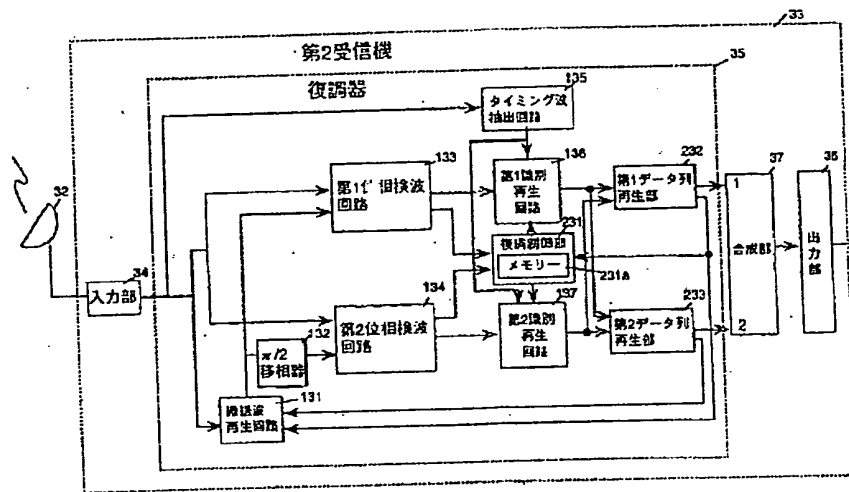 33
第2受信機
35
復調器
135
タイミング波
抽出回路
133
第1位相検波
回路
136
第1識別
再生
回路
232
第1データ列
再生部
37
1
合成部
2
36
出力部
32
34
入力部
231
復調制御部
メモリー
231a
134
第2位相検波
回路
132
π/2
移相路
137
第2識別
再生
回路
233
第2データ列
再生部
131
搬送波
再生回路